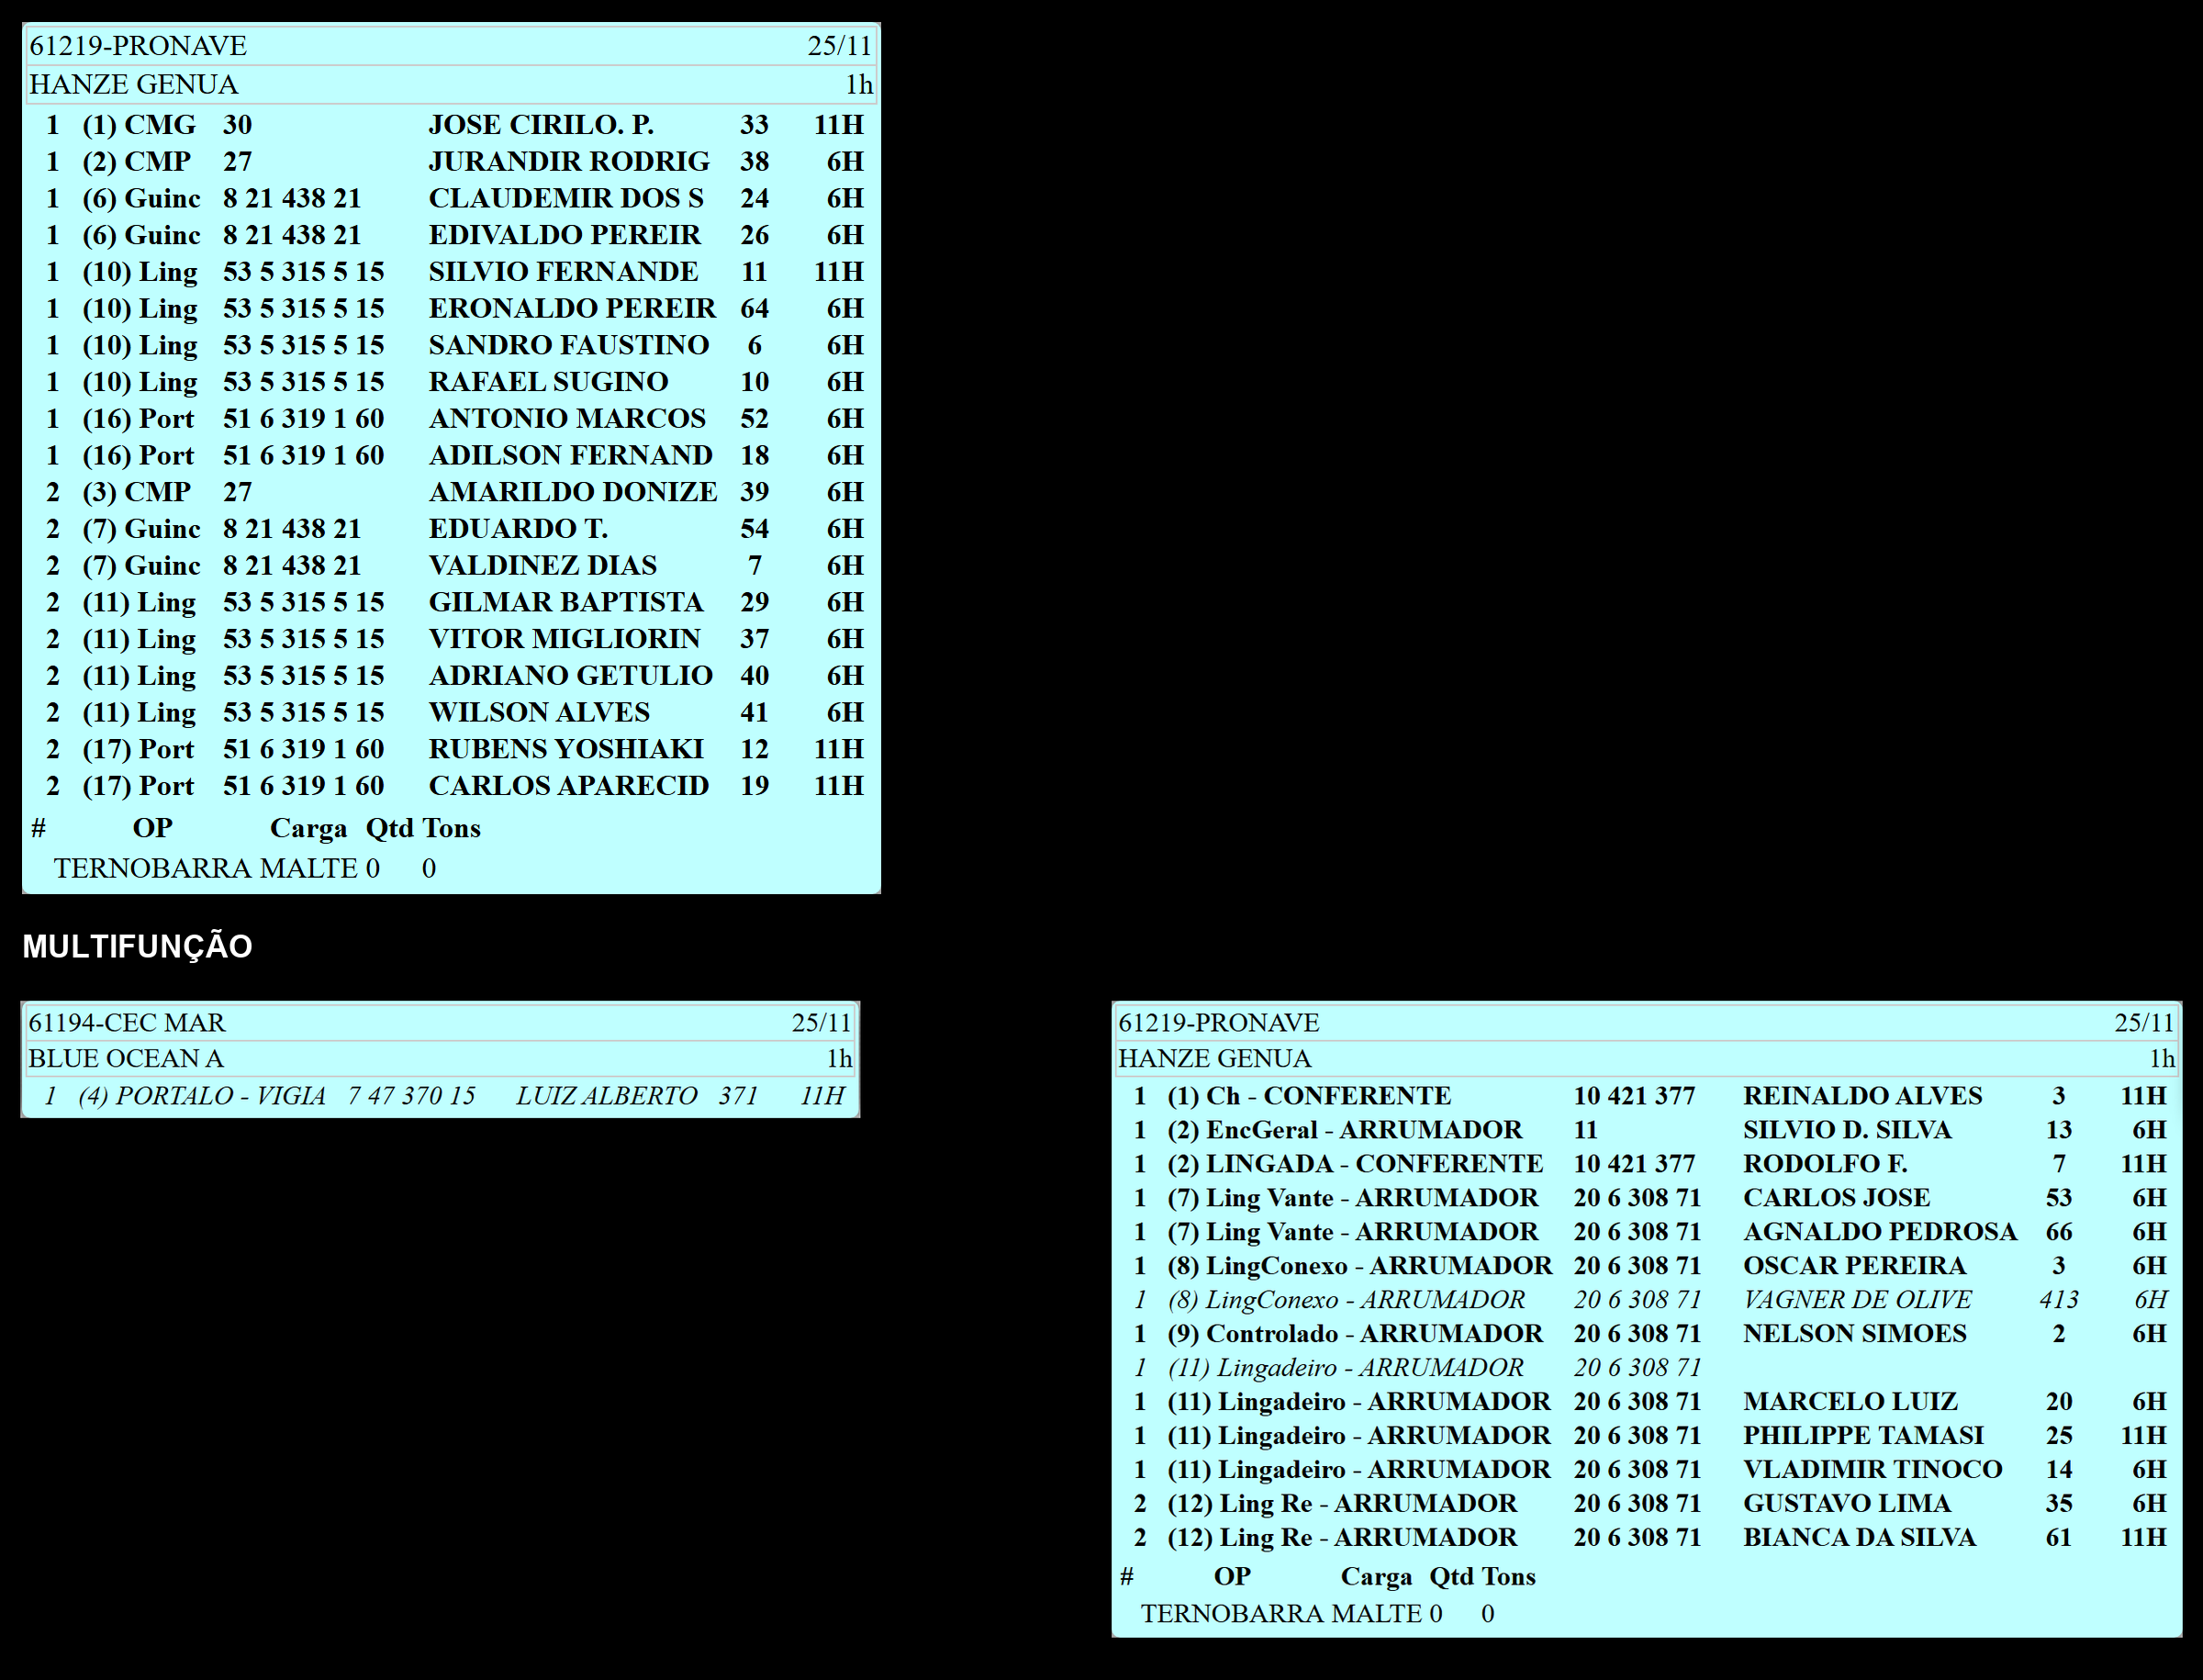 61219-PRONAVE 25/11
HANZE GENUA 1h
1 (1) CMG 30 JOSE CIRILO. P. 33 11H
1 (2) CMP 27 JURANDIR RODRIG 38 6H
1 (6) Guinc 8 21 438 21 CLAUDEMIR DOS S 24 6H
1 (6) Guinc 8 21 438 21 EDIVALDO PEREIR 26 6H
1 (10) Ling 53 5 315 5 15 SILVIO FERNANDE 11 11H
1 (10) Ling 53 5 315 5 15 ERONALDO PEREIR 64 6H
1 (10) Ling 53 5 315 5 15 SANDRO FAUSTINO 6 6H
1 (10) Ling 53 5 315 5 15 RAFAEL SUGINO 10 6H
1 (16) Port 51 6 319 1 60 ANTONIO MARCOS 52 6H
1 (16) Port 51 6 319 1 60 ADILSON FERNAND 18 6H
2 (3) CMP 27 AMARILDO DONIZE 39 6H
2 (7) Guinc 8 21 438 21 EDUARDO T. 54 6H
2 (7) Guinc 8 21 438 21 VALDINEZ DIAS 7 6H
2 (11) Ling 53 5 315 5 15 GILMAR BAPTISTA 29 6H
2 (11) Ling 53 5 315 5 15 VITOR MIGLIORIN 37 6H
2 (11) Ling 53 5 315 5 15 ADRIANO GETULIO 40 6H
2 (11) Ling 53 5 315 5 15 WILSON ALVES 41 6H
2 (17) Port 51 6 319 1 60 RUBENS YOSHIAKI 12 11H
2 (17) Port 51 6 319 1 60 CARLOS APARECID 19 11H
# OP Carga Qtd Tons
TERNOBARRA MALTE 0 0
MULTIFUNÇÃO
61194-CEC MAR 25/11
BLUE OCEAN A 1h
1 (4) PORTALO - VIGIA 7 47 370 15 LUIZ ALBERTO 371 11H
61219-PRONAVE 25/11
HANZE GENUA 1h
1 (1) Ch - CONFERENTE 10 421 377 REINALDO ALVES 3 11H
1 (2) EncGeral - ARRUMADOR 11 SILVIO D. SILVA 13 6H
1 (2) LINGADA - CONFERENTE 10 421 377 RODOLFO F. 7 11H
1 (7) Ling Vante - ARRUMADOR 20 6 308 71 CARLOS JOSE 53 6H
1 (7) Ling Vante - ARRUMADOR 20 6 308 71 AGNALDO PEDROSA 66 6H
1 (8) LingConexo - ARRUMADOR 20 6 308 71 OSCAR PEREIRA 3 6H
1 (8) LingConexo - ARRUMADOR 20 6 308 71 VAGNER DE OLIVE 413 6H
1 (9) Controlado - ARRUMADOR 20 6 308 71 NELSON SIMOES 2 6H
1 (11) Lingadeiro - ARRUMADOR 20 6 308 71
1 (11) Lingadeiro - ARRUMADOR 20 6 308 71 MARCELO LUIZ 20 6H
1 (11) Lingadeiro - ARRUMADOR 20 6 308 71 PHILIPPE TAMASI 25 11H
1 (11) Lingadeiro - ARRUMADOR 20 6 308 71 VLADIMIR TINOCO 14 6H
2 (12) Ling Re - ARRUMADOR 20 6 308 71 GUSTAVO LIMA 35 6H
2 (12) Ling Re - ARRUMADOR 20 6 308 71 BIANCA DA SILVA 61 11H
# OP Carga Qtd Tons
TERNOBARRA MALTE 0 0